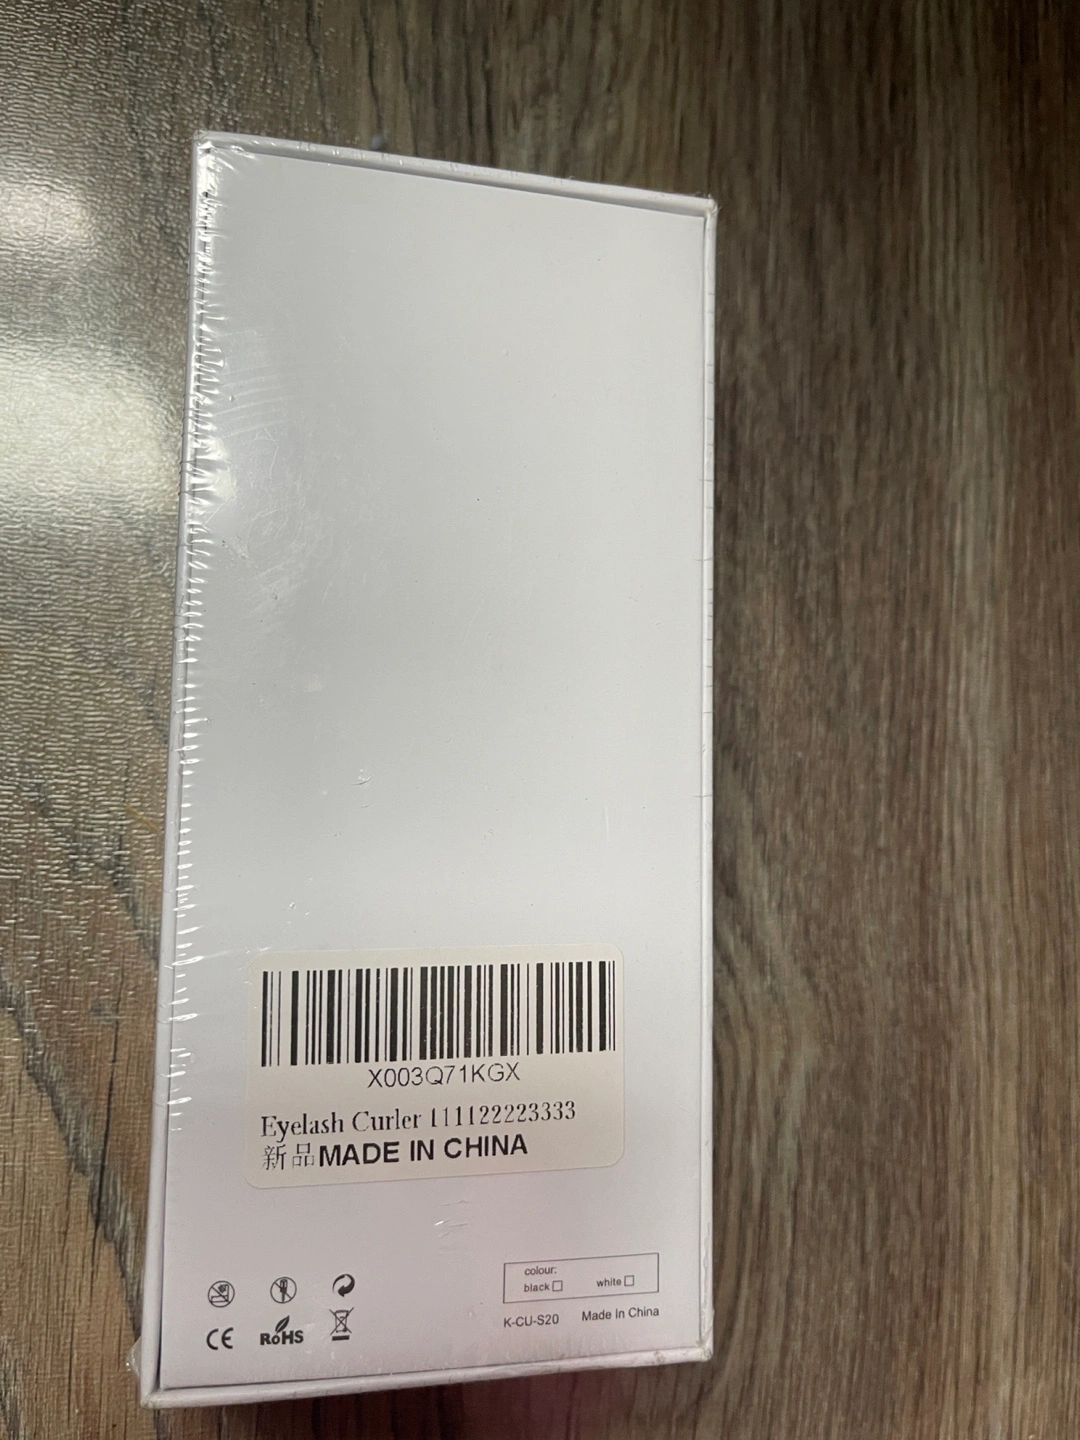 X003Q71KGX
Eyelash Curler 111122223333
新品MADE IN CHINA
colour:
black white
K-CU-S20 Made In China
CE RoHS